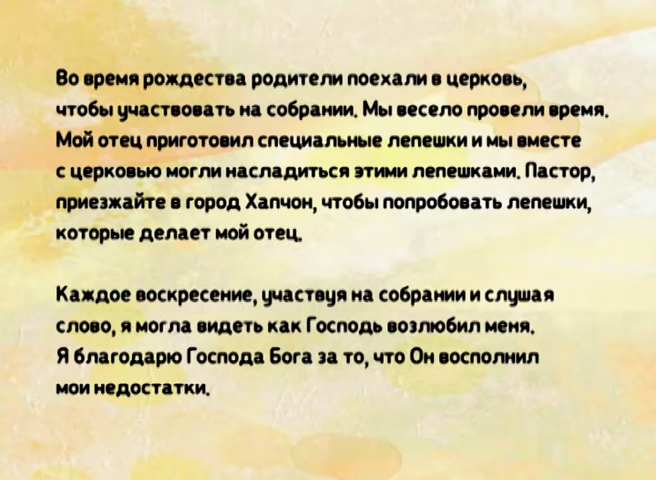 Во время рождества родители поехали в церковь,
чтобы участвовать на собрании. Мы весело провели время.
Мой отец приготовил специальные лепешки и мы вместе
с церковью могли насладиться этими лепешками. Пастор,
приезжайте в город Хапчон, чтобы попробовать лепешки,
которые делает мой отец.
Каждое воскресение, участвуя на собрании и слушая
слово, я могла видеть как Господь возлюбил меня.
Я благодарю Господа Бога за то, что Он восполнил
мои недостатки.